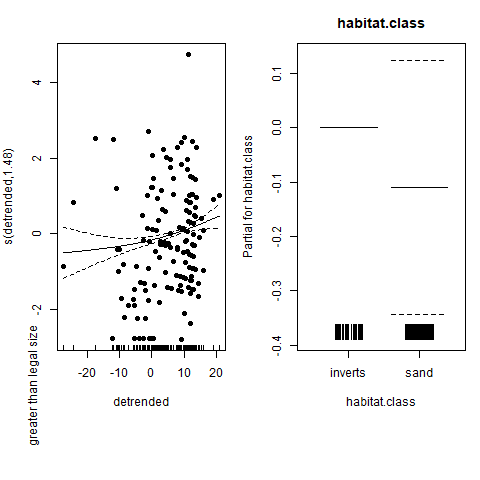 habitat.class
s(detrended,1.48)
greater than legal size
-2
0
2
4
-20
-10
0
10
20
detrended
Partial for habitat.class
-0.4
-0.3
-0.2
-0.1
0.0
0.1
inverts
sand
habitat.class